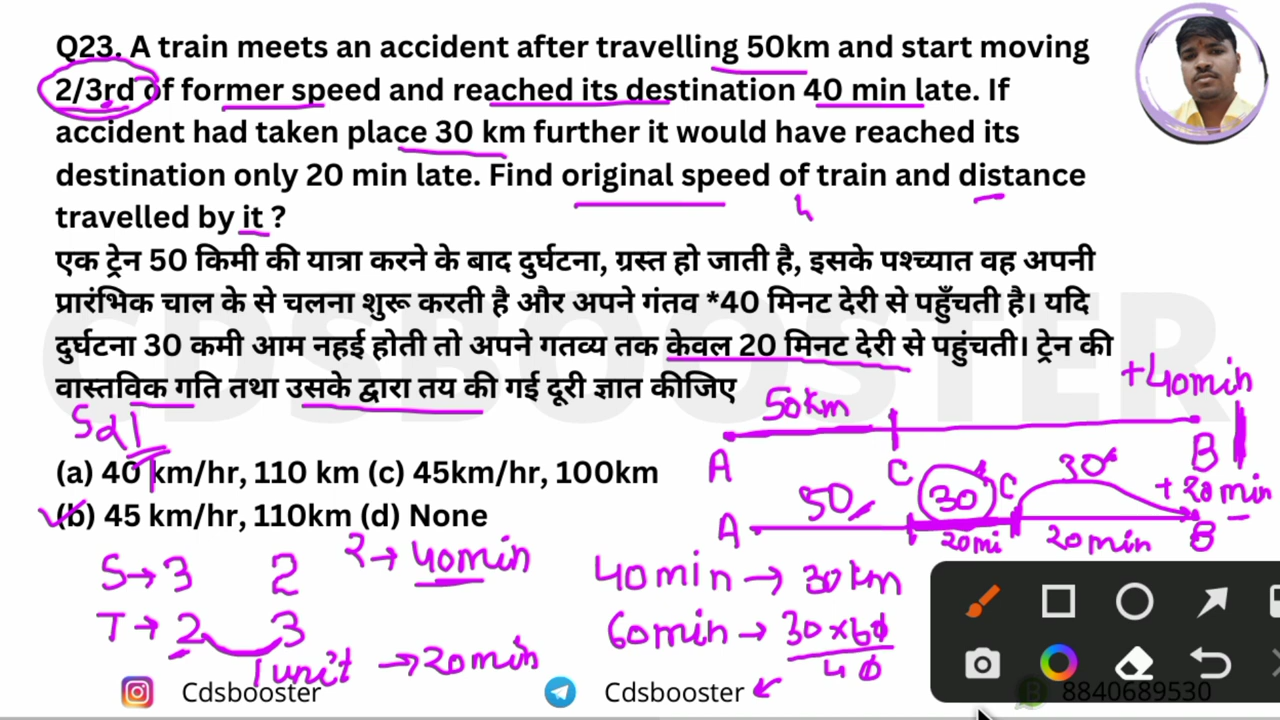 Q23. A train meets an accident after travelling 50km and start moving
2/3rd of former speed and reached its destination 40 min late. If
accident had taken place 30 km further it would have reached its
destination only 20 min late. Find original speed of train and distance
travelled by it ?
एक ट्रेन 50 किमी की यात्रा करने के बाद दुर्घटना, ग्रस्त हो जाती है, इसके पश्च्यात वह अपनी
प्रारंभिक चाल के से चलना शुरू करती है और अपने गंतव *40 मिनट देरी से पहुँचती है। यदि
दुर्घटना 30 कमी आम नहई होती तो अपने गतव्य तक केवल 20 मिनट देरी से पहुंचती। ट्रेन की
वास्तविक गति तथा उसके द्वारा तय की गई दूरी ज्ञात कीजिए
+40min
50km
A C B
S α 1/T
(a) 40 km/hr, 110 km (c) 45km/hr, 100km
(b) 45 km/hr, 110km (d) None
50 30 C 30 +20 min
A 20mi 20min B
S→3 2 2→40min
T→2 3
1 unit →20min
40min → 30km
60min → 30×60
40
Cdsbooster Cdsbooster 8840689530
CDSBOOSTER